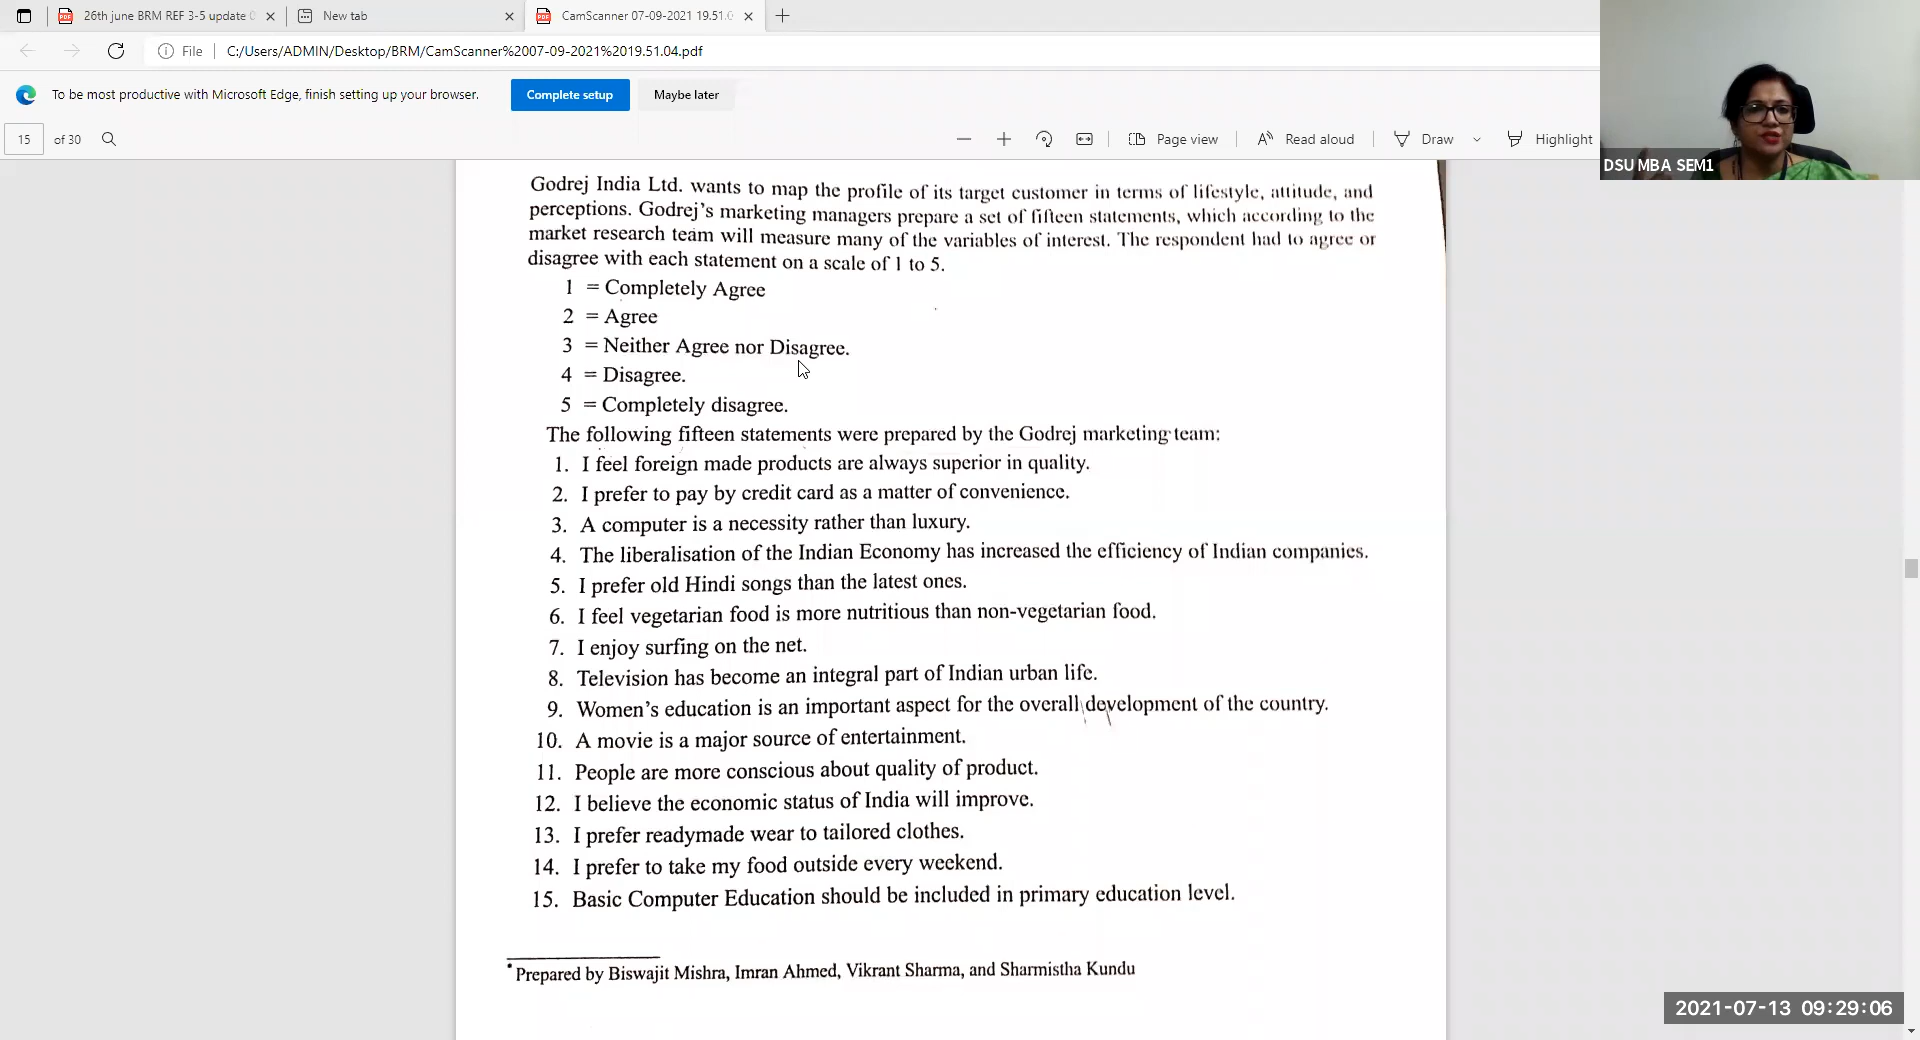 26th june BRM REF 3-5 update
New tab
CamScanner 07-09-2021 19.51.0
File
C:/Users/ADMIN/Desktop/BRM/CamScanner%2007-09-2021%2019.51.04.pdf
To be most productive with Microsoft Edge, finish setting up your browser.
Complete setup
Maybe later
15 of 30
Page view
Read aloud
Draw
Highlight
DSU MBA SEM1
Godrej India Ltd. wants to map the profile of its target customer in terms of lifestyle, attitude, and
perceptions. Godrej's marketing managers prepare a set of fifteen statements, which according to the
market research team will measure many of the variables of interest. The respondent had to agree or
disagree with each statement on a scale of 1 to 5.
1 = Completely Agree
2 = Agree
3 = Neither Agree nor Disagree.
4 = Disagree.
5 = Completely disagree.
The following fifteen statements were prepared by the Godrej marketing team:
1. I feel foreign made products are always superior in quality.
2. I prefer to pay by credit card as a matter of convenience.
3. A computer is a necessity rather than luxury.
4. The liberalisation of the Indian Economy has increased the efficiency of Indian companies.
5. I prefer old Hindi songs than the latest ones.
6. I feel vegetarian food is more nutritious than non-vegetarian food.
7. I enjoy surfing on the net.
8. Television has become an integral part of Indian urban life.
9. Women's education is an important aspect for the overall development of the country.
10. A movie is a major source of entertainment.
11. People are more conscious about quality of product.
12. I believe the economic status of India will improve.
13. I prefer readymade wear to tailored clothes.
14. I prefer to take my food outside every weekend.
15. Basic Computer Education should be included in primary education level.
* Prepared by Biswajit Mishra, Imran Ahmed, Vikrant Sharma, and Sharmistha Kundu
2021-07-13 09:29:06